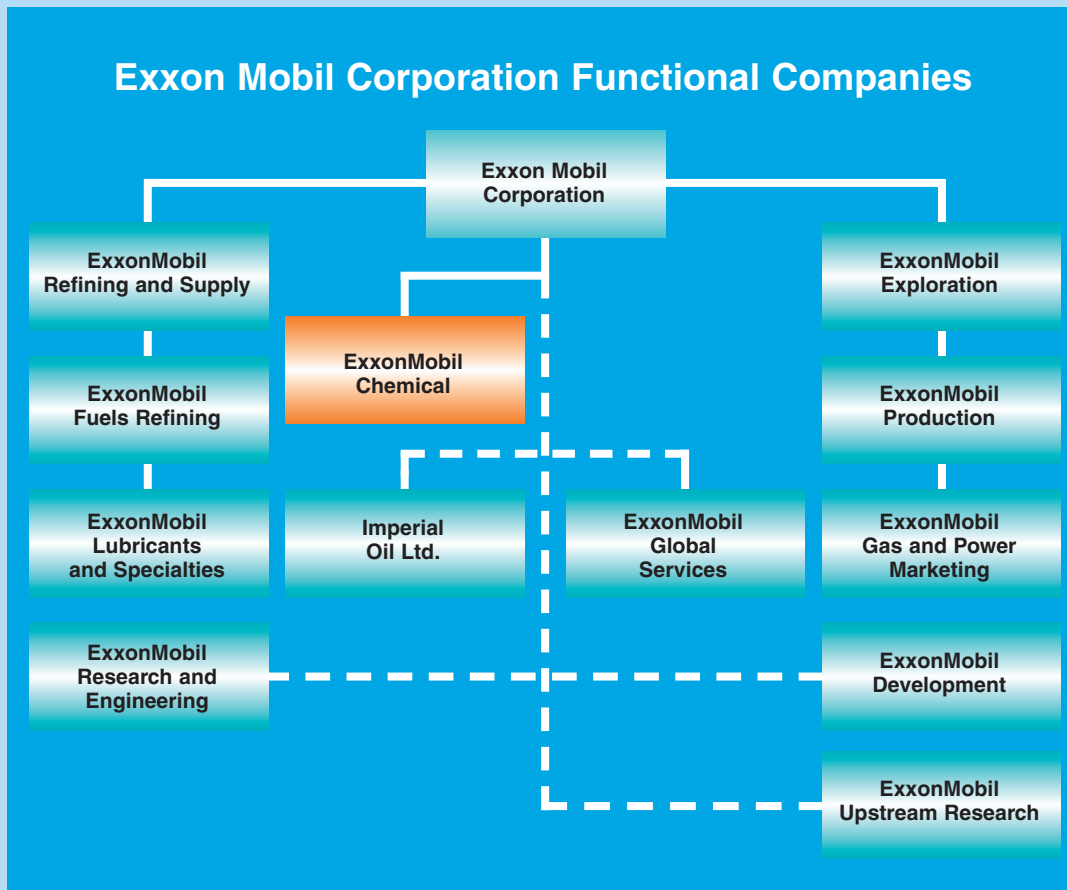 Exxon Mobil Corporation Functional Companies
Exxon Mobil
Corporation
ExxonMobil
Refining and Supply
ExxonMobil
Exploration
ExxonMobil
Chemical
ExxonMobil
Fuels Refining
ExxonMobil
Production
ExxonMobil
Lubricants
and Specialties
Imperial
Oil Ltd.
ExxonMobil
Global
Services
ExxonMobil
Gas and Power
Marketing
ExxonMobil
Research and
Engineering
ExxonMobil
Development
ExxonMobil
Upstream Research